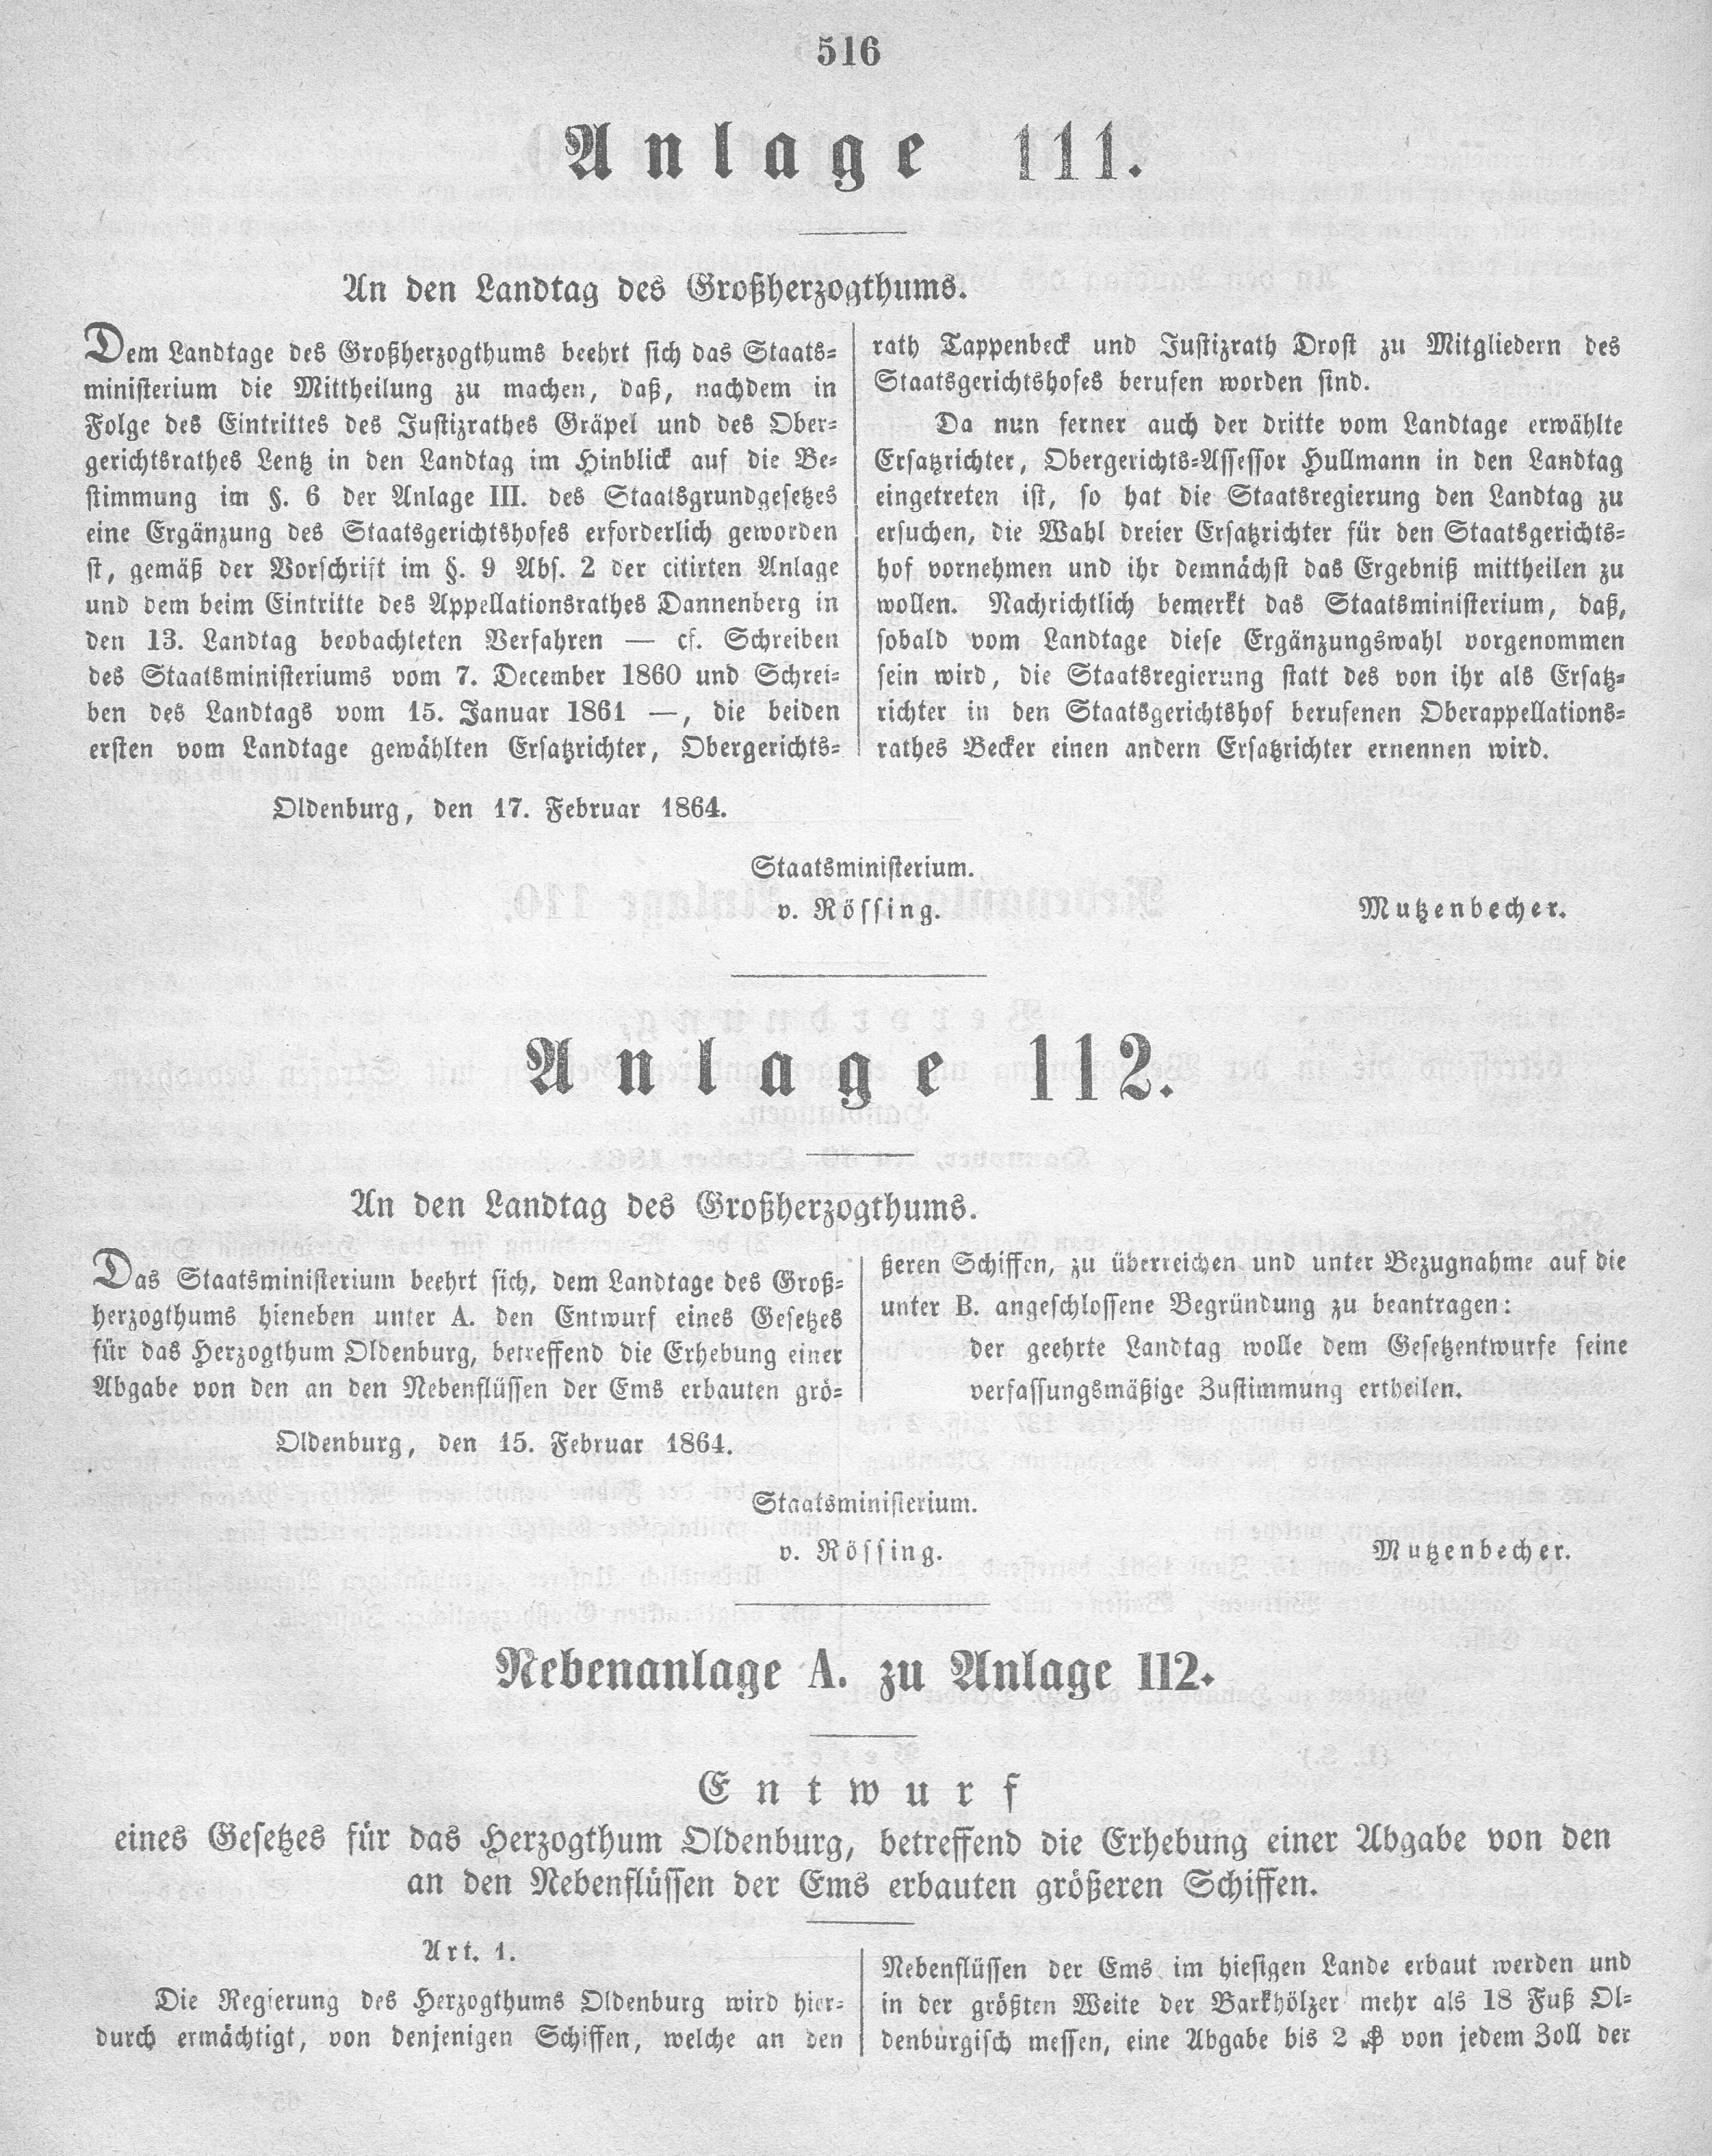 516
Anlage 111.
An den Landtag des Großherzogthums.
Dem Landtage des Großherzogthums beehrt sich das Staats-
ministerium die Mittheilung zu machen, daß, nachdem in
Folge des Eintrittes des Justizrathes Gräpel und des Ober-
gerichtsrathes Lentz in den Landtag im Hinblick auf die Be-
stimmung im §. 6 der Anlage III. des Staatsgrundgesetzes
eine Ergänzung des Staatsgerichtshofes erforderlich geworden
st, gemäß der Vorschrift im §. 9 Abs. 2 der citirten Anlage
und dem beim Eintritte des Appellationsrathes Dannenberg in
den 13. Landtag beobachteten Verfahren — cf. Schreiben
des Staatsministeriums vom 7. December 1860 und Schrei-
ben des Landtags vom 15. Januar 1861 —, die beiden
ersten vom Landtage gewählten Ersatzrichter, Obergerichts-
rath Tappenbeck und Justizrath Drost zu Mitgliedern des
Staatsgerichtshofes berufen worden sind.
Da nun ferner auch der dritte vom Landtage erwählte
Ersatzrichter, Obergerichts-Assessor Hullmann in den Landtag
eingetreten ist, so hat die Staatsregierung den Landtag zu
ersuchen, die Wahl dreier Ersatzrichter für den Staatsgerichts-
hof vornehmen und ihr demnächst das Ergebniß mittheilen zu
wollen. Nachrichtlich bemerkt das Staatsministerium, daß,
sobald vom Landtage diese Ergänzungswahl vorgenommen
sein wird, die Staatsregierung statt des von ihr als Ersatz-
richter in den Staatsgerichtshof berufenen Oberappellations-
rathes Becker einen andern Ersatzrichter ernennen wird.
Oldenburg, den 17. Februar 1864.
Staatsministerium.
v. Rössing. Mutzenbecher.
Anlage 112.
An den Landtag des Großherzogthums.
Das Staatsministerium beehrt sich, dem Landtage des Groß-
herzogthums hieneben unter A. den Entwurf eines Gesetzes
für das Herzogthum Oldenburg, betreffend die Erhebung einer
Abgabe von den an den Nebenflüssen der Ems erbauten grö-
ßeren Schiffen, zu überreichen und unter Bezugnahme auf die
unter B. angeschlossene Begründung zu beantragen:
der geehrte Landtag wolle dem Gesetzentwurfe seine
verfassungsmäßige Zustimmung ertheilen.
Oldenburg, den 15. Februar 1864.
Staatsministerium.
v. Rössing. Mutzenbecher.
Nebenanlage A. zu Anlage 112.
Entwurf
eines Gesetzes für das Herzogthum Oldenburg, betreffend die Erhebung einer Abgabe von den
an den Nebenflüssen der Ems erbauten größeren Schiffen.
Art. 1.
Die Regierung des Herzogthums Oldenburg wird hier-
durch ermächtigt, von denjenigen Schiffen, welche an den
Nebenflüssen der Ems im hiesigen Lande erbaut werden und
in der größten Weite der Barkhölzer mehr als 18 Fuß Ol-
denburgisch messen, eine Abgabe bis 2 ₰ von jedem Zoll der